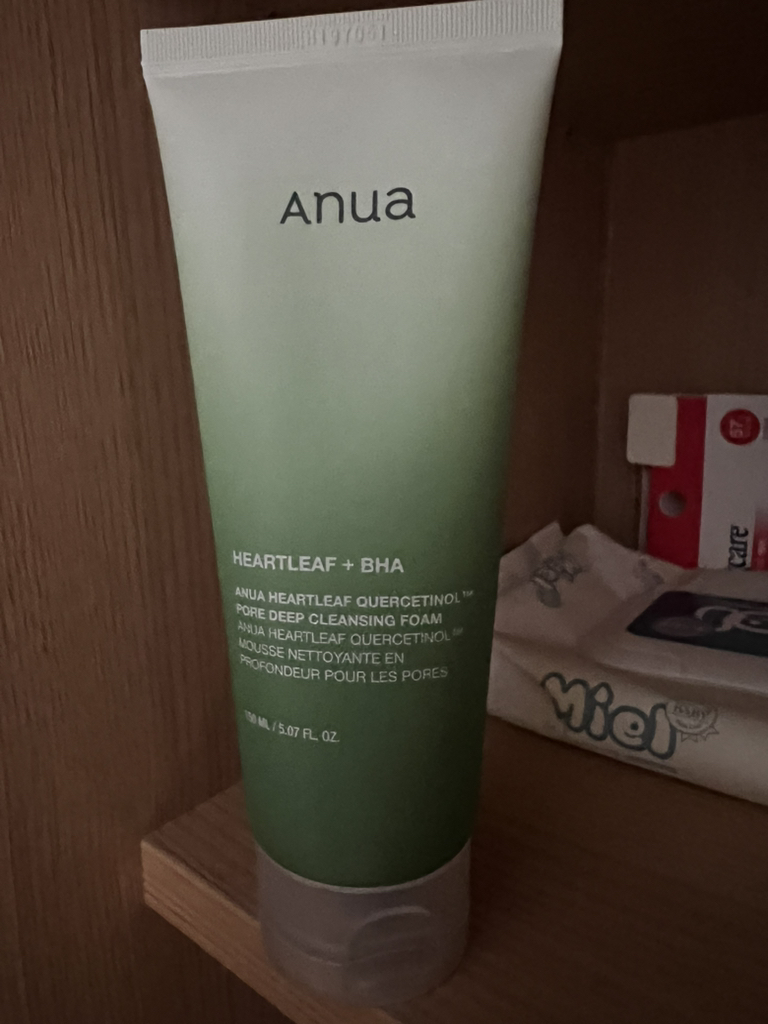 Anua
HEARTLEAF + BHA
ANUA HEARTLEAF QUERCETINOL™
PORE DEEP CLEANSING FOAM
ANUA HEARTLEAF QUERCETINOL™
MOUSSE NETTOYANTE EN
PROFONDEUR POUR LES PORES
150 ML / 5.07 FL. OZ.
care
Miel
BABY